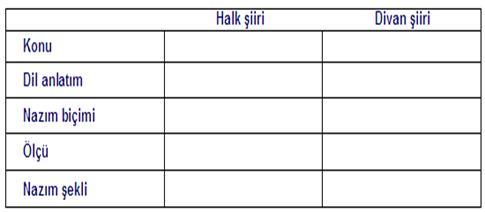 Halk şiiri Divan şiiri
Konu
Dil anlatım
Nazım biçimi
Ölçü
Nazım şekli